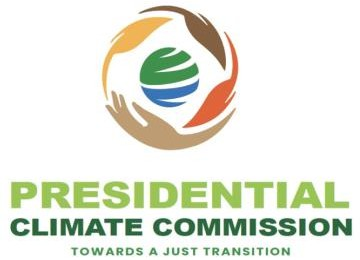 PRESIDENTIAL
CLIMATE COMMISSION
TOWARDS A JUST TRANSITION